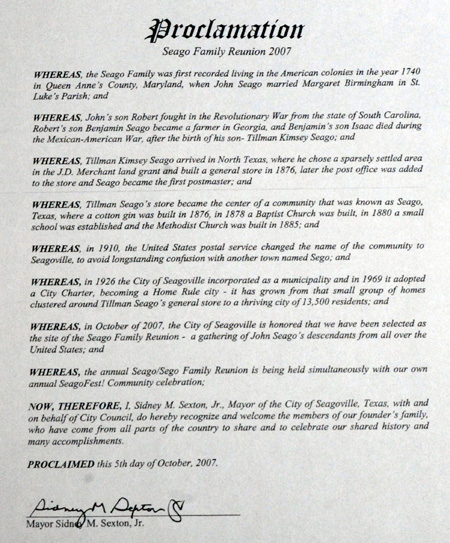 Proclamation
Seago Family Reunion 2007
WHEREAS, the Seago Family was first recorded living in the American colonies in the year 1740
in Queen Anne's County, Maryland, when John Seago married Margaret Birmingham in St.
Luke's Parish; and
WHEREAS, John's son Robert fought in the Revolutionary War from the state of South Carolina,
Robert's son Benjamin Seago became a farmer in Georgia, and Benjamin's son Isaac died during
the Mexican-American War, after the birth of his son- Tillman Kimsey Seago; and
WHEREAS, Tillman Kimsey Seago arrived in North Texas, where he chose a sparsely settled area
in the J.D. Merchant land grant and built a general store in 1876, later the post office was added
to the store and Seago became the first postmaster; and
WHEREAS, Tillman Seago's store became the center of a community that was known as Seago,
Texas, where a cotton gin was built in 1876, in 1878 a Baptist Church was built, in 1880 a small
school was established and the Methodist Church was built in 1885; and
WHEREAS, in 1910, the United States postal service changed the name of the community to
Seagoville, to avoid longstanding confusion with another town named Sego; and
WHEREAS, in 1926 the City of Seagoville incorporated as a municipality and in 1969 it adopted
a City Charter, becoming a Home Rule city - it has grown from that small group of homes
clustered around Tillman Seago's general store to a thriving city of 13,500 residents; and
WHEREAS, in October of 2007, the City of Seagoville is honored that we have been selected as
the site of the Seago Family Reunion - a gathering of John Seago's descendants from all over the
United States; and
WHEREAS, the annual Seago/Sego Family Reunion is being held simultaneously with our own
annual SeagoFest! Community celebration;
NOW, THEREFORE, I, Sidney M. Sexton, Jr., Mayor of the City of Seagoville, Texas, with and
on behalf of City Council, do hereby recognize and welcome the members of our founder's family,
who have come from all parts of the country to share and to celebrate our shared history and
many accomplishments.
PROCLAIMED this 5th day of October, 2007.
Sidney M Sexton Jr
Mayor Sidney M. Sexton, Jr.